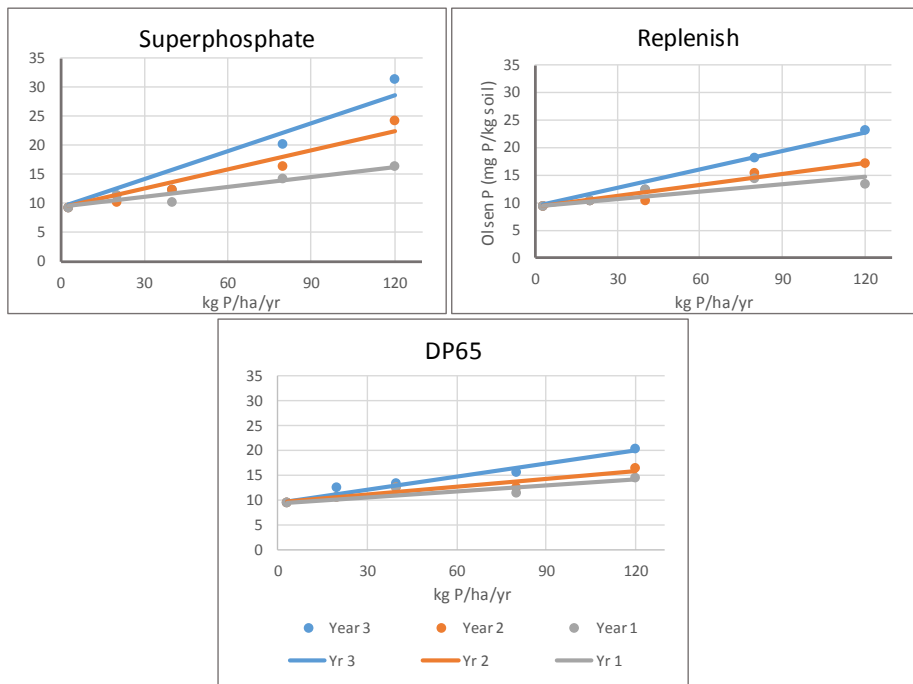 Superphosphate
35
30
25
20
15
10
5
0
0 30 60 90 120
kg P/ha/yr
Replenish
Olsen P (mg P/kg soil)
35
30
25
20
15
10
5
0
0 30 60 90 120
kg P/ha/yr
DP65
35
30
25
20
15
10
5
0
0 30 60 90 120
kg P/ha/yr
Year 3 Year 2 Year 1
Yr 3 Yr 2 Yr 1